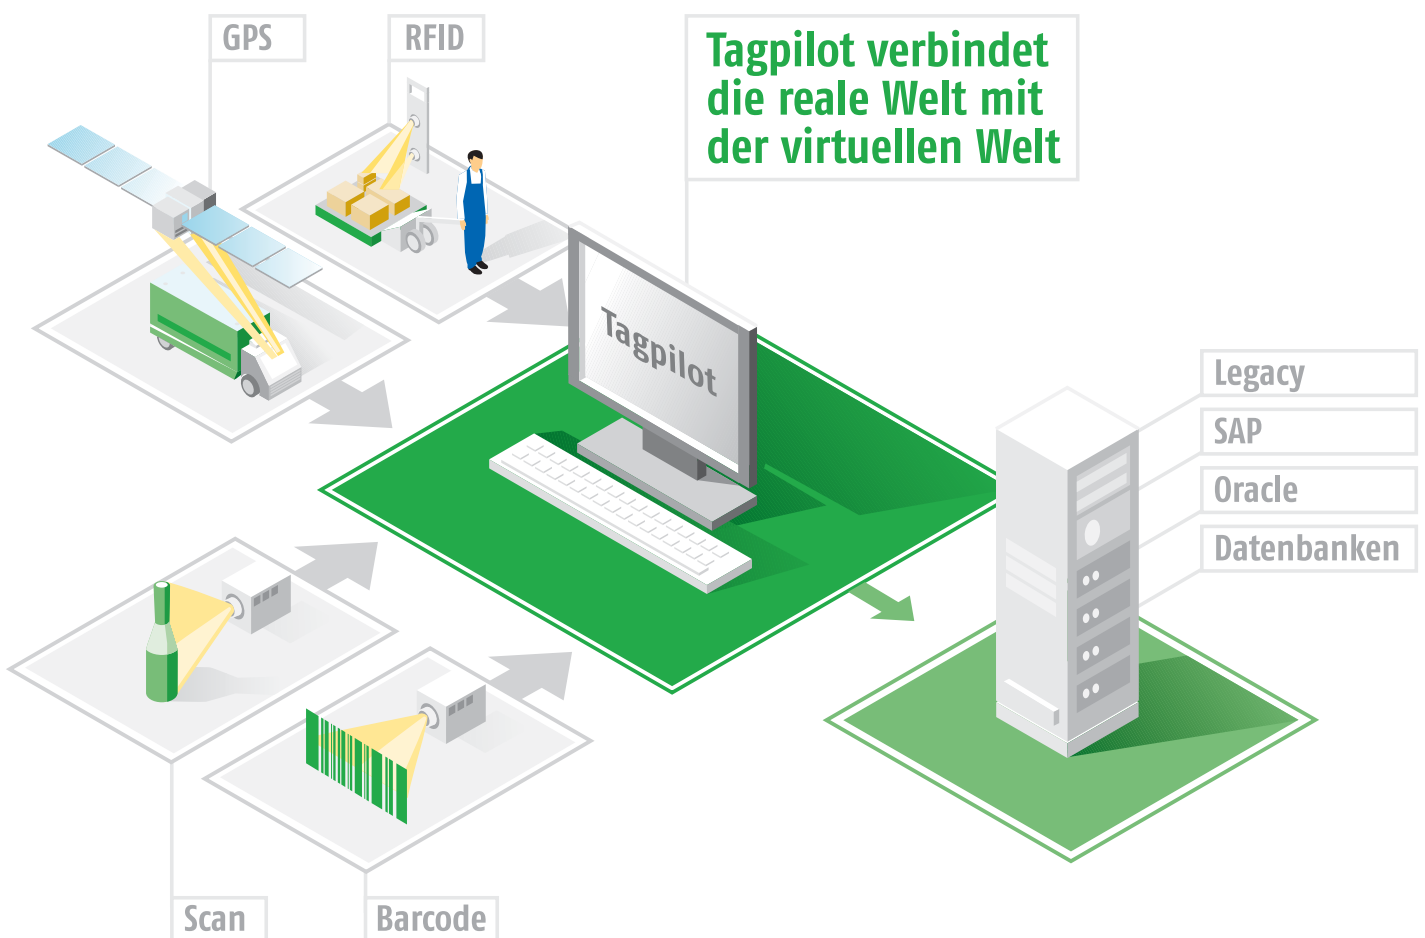 GPS
RFID
Tagpilot verbindet
die reale Welt mit
der virtuellen Welt
Tagpilot
Legacy
SAP
Oracle
Datenbanken
Scan
Barcode